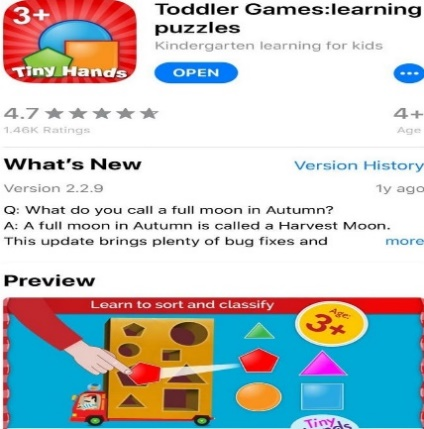 3+
Tiny Hands
Toddler Games:learning
puzzles
Kindergarten learning for kids
OPEN
4.7
4+
1.46K Ratings
Age
What's New
Version History
Version 2.2.9
1y ago
Q: What do you call a full moon in Autumn?
A: A full moon in Autumn is called a Harvest Moon.
This update brings plenty of bug fixes and
more
Preview
Learn to sort and classify
Age:
3+
Tiny